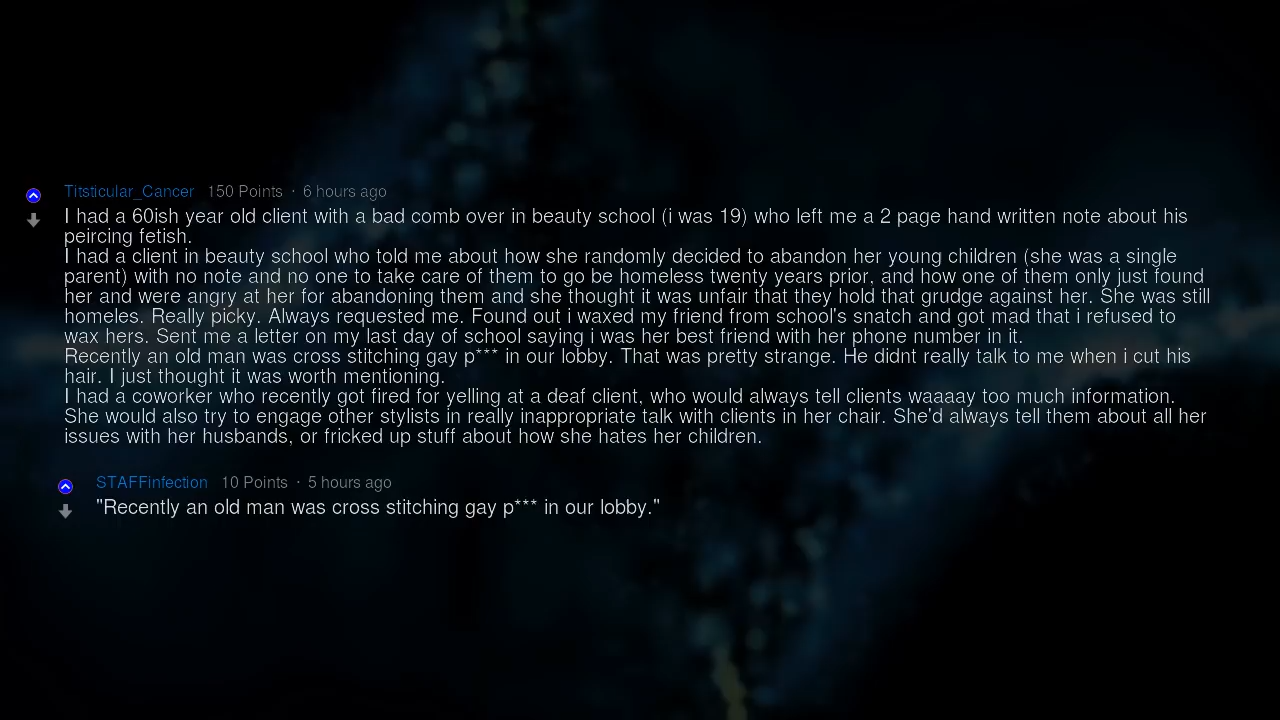 Titsticular_Cancer 150 Points · 6 hours ago
I had a 60ish year old client with a bad comb over in beauty school (i was 19) who left me a 2 page hand written note about his
peircing fetish.
I had a client in beauty school who told me about how she randomly decided to abandon her young children (she was a single
parent) with no note and no one to take care of them to go be homeless twenty years prior, and how one of them only just found
her and were angry at her for abandoning them and she thought it was unfair that they hold that grudge against her. She was still
homeles. Really picky. Always requested me. Found out i waxed my friend from school's snatch and got mad that i refused to
wax hers. Sent me a letter on my last day of school saying i was her best friend with her phone number in it.
Recently an old man was cross stitching gay p*** in our lobby. That was pretty strange. He didnt really talk to me when i cut his
hair. I just thought it was worth mentioning.
I had a coworker who recently got fired for yelling at a deaf client, who would always tell clients waaaay too much information.
She would also try to engage other stylists in really inappropriate talk with clients in her chair. She'd always tell them about all her
issues with her husbands, or fricked up stuff about how she hates her children.
STAFFinfection 10 Points · 5 hours ago
"Recently an old man was cross stitching gay p*** in our lobby."